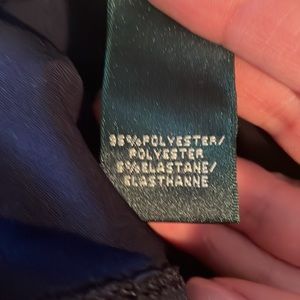 95%POLYESTER/
POLYESTER
5%ELASTANE/
ELASTHANNE